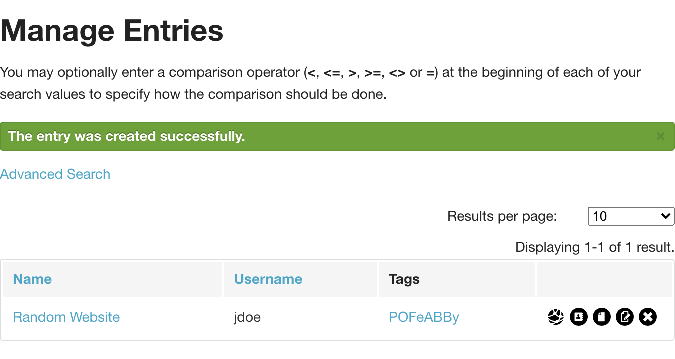 Manage Entries
You may optionally enter a comparison operator (<, <=, >, >=, <> or =) at the beginning of each of your
search values to specify how the comparison should be done.
The entry was created successfully. ×
Advanced Search
Results per page: 10
Displaying 1-1 of 1 result.
Name Username Tags
Random Website jdoe POFeABBy